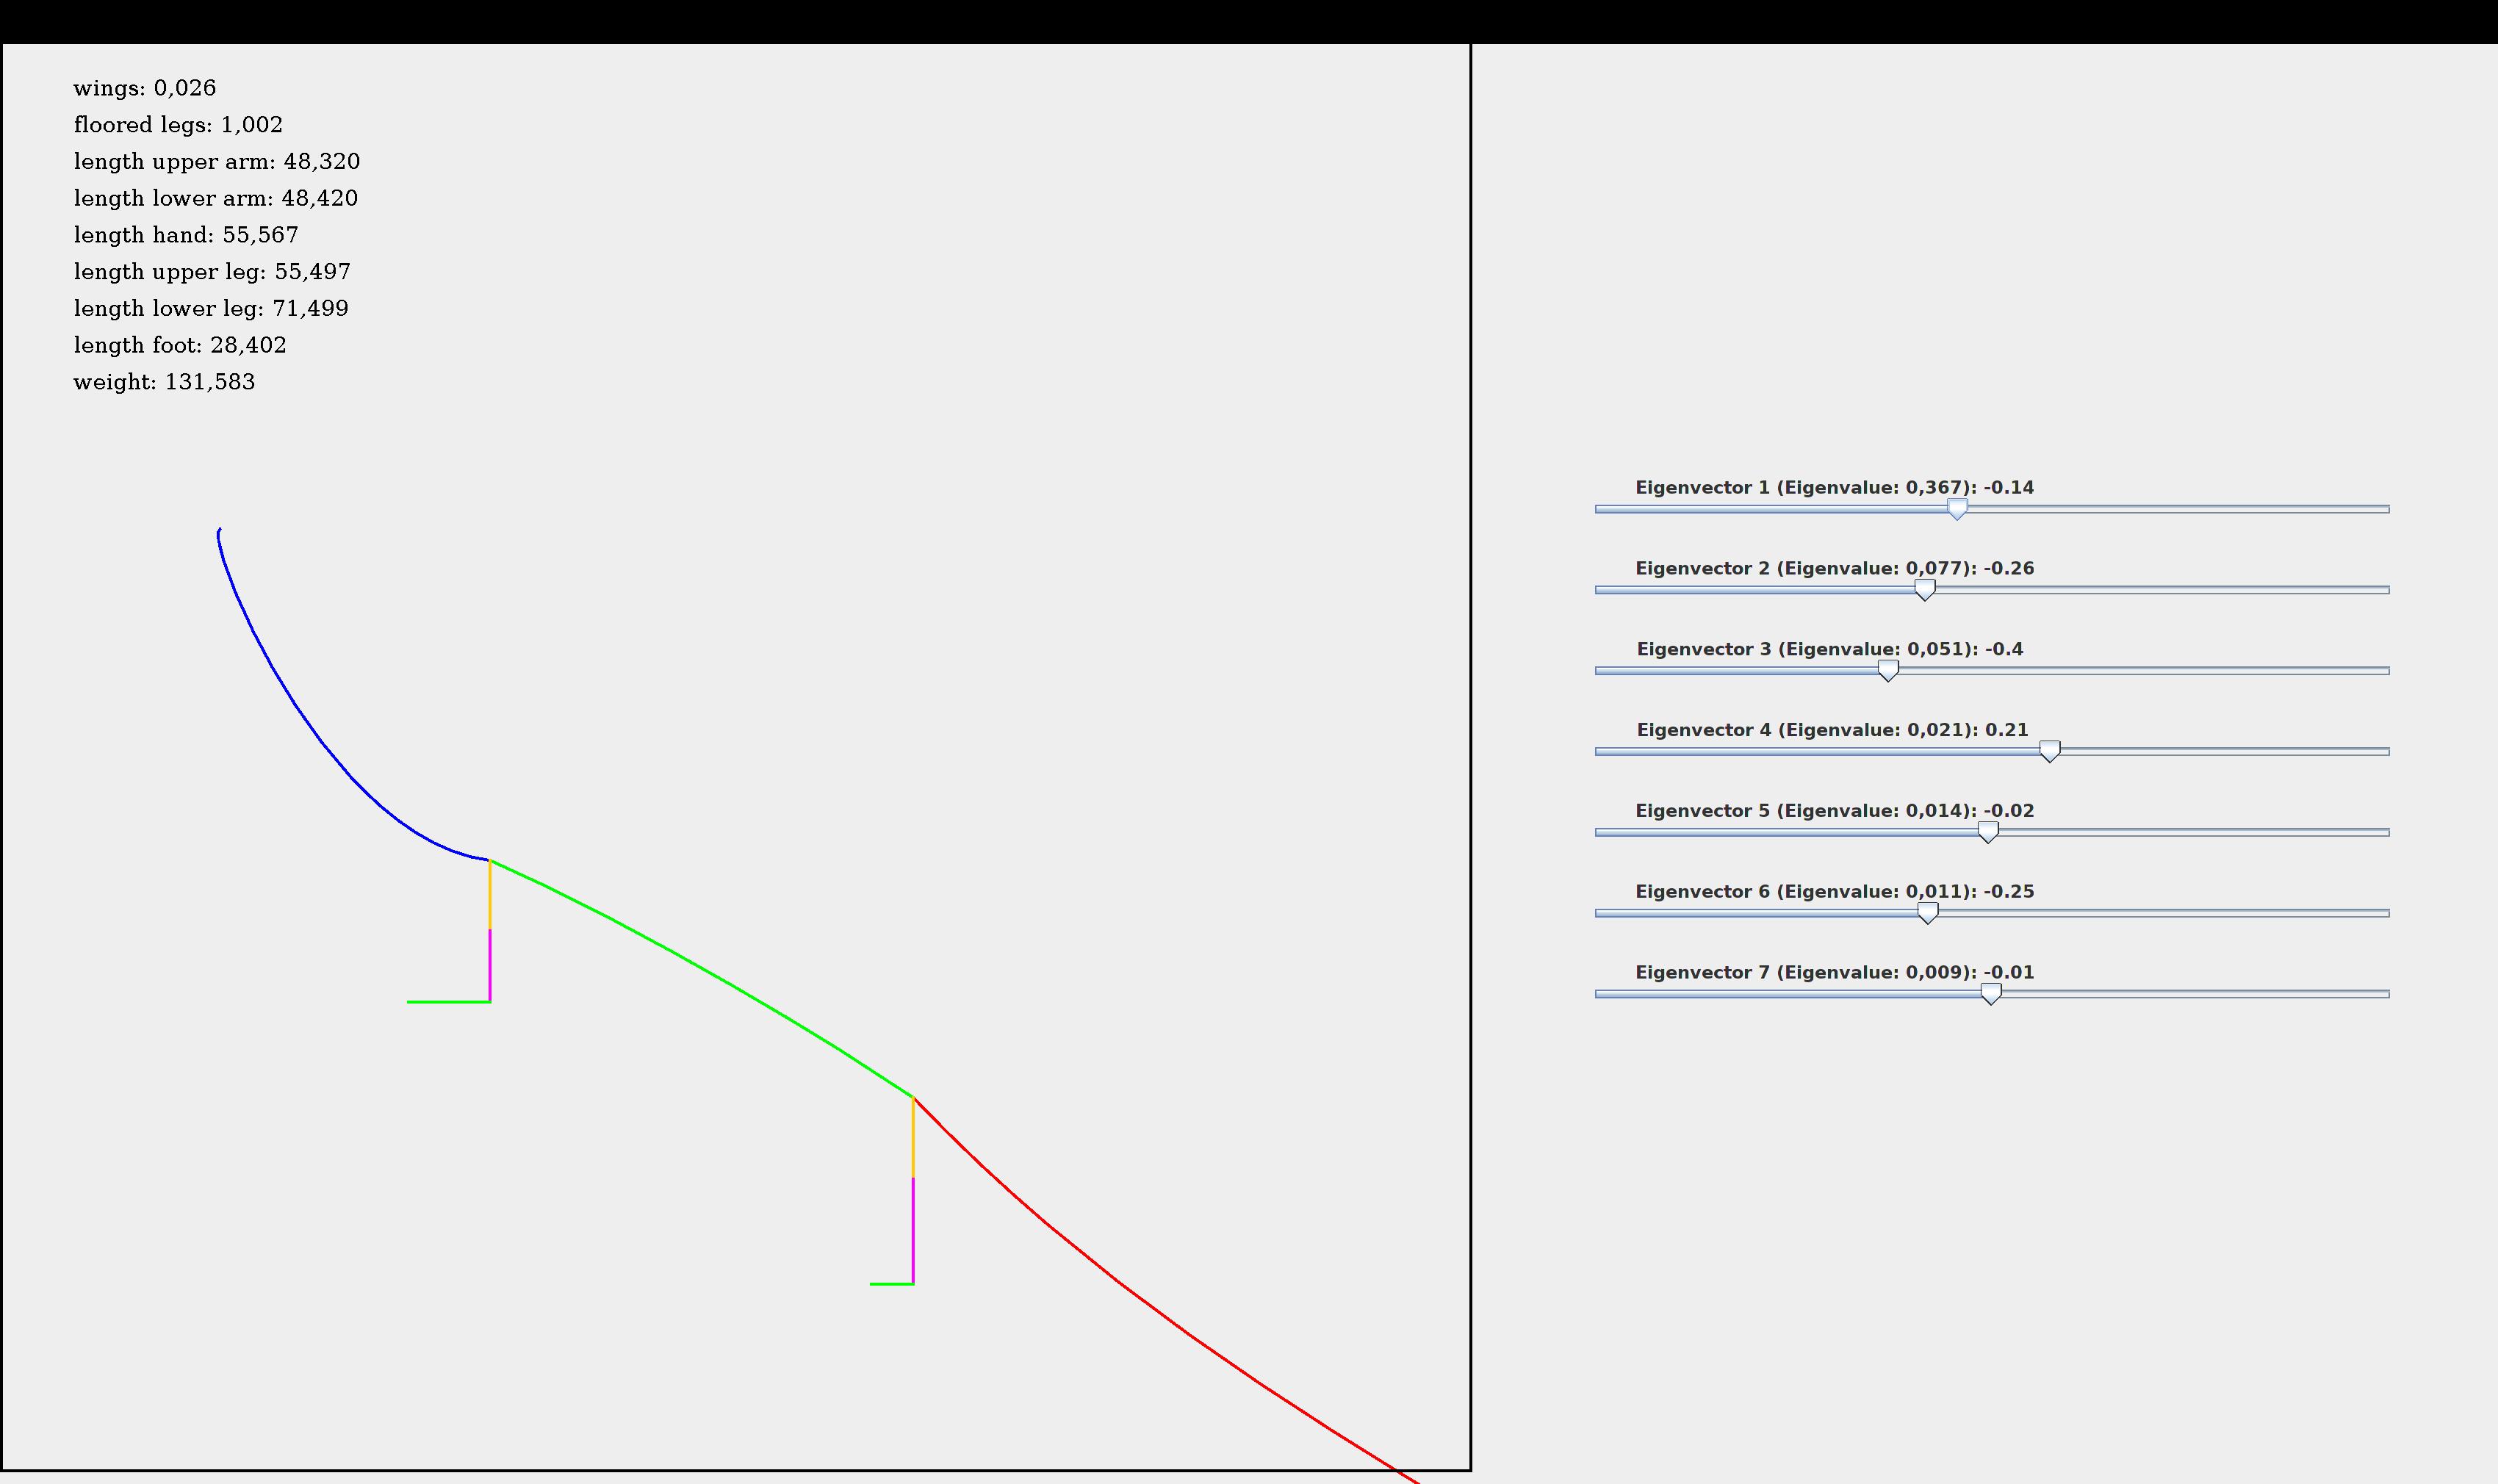 wings: 0,026
floored legs: 1,002
length upper arm: 48,320
length lower arm: 48,420
length hand: 55,567
length upper leg: 55,497
length lower leg: 71,499
length foot: 28,402
weight: 131,583
Eigenvector 1 (Eigenvalue: 0,367): -0.14
Eigenvector 2 (Eigenvalue: 0,077): -0.26
Eigenvector 3 (Eigenvalue: 0,051): -0.4
Eigenvector 4 (Eigenvalue: 0,021): 0.21
Eigenvector 5 (Eigenvalue: 0,014): -0.02
Eigenvector 6 (Eigenvalue: 0,011): -0.25
Eigenvector 7 (Eigenvalue: 0,009): -0.01